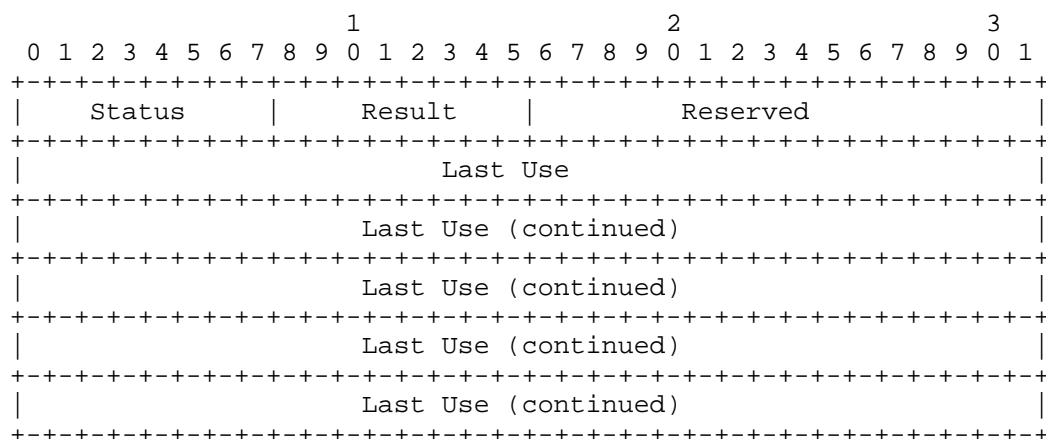 1                   2                   3
 0 1 2 3 4 5 6 7 8 9 0 1 2 3 4 5 6 7 8 9 0 1 2 3 4 5 6 7 8 9 0 1
+-+-+-+-+-+-+-+-+-+-+-+-+-+-+-+-+-+-+-+-+-+-+-+-+-+-+-+-+-+-+-+-+
|    Status     |     Result    |         Reserved              |
+-+-+-+-+-+-+-+-+-+-+-+-+-+-+-+-+-+-+-+-+-+-+-+-+-+-+-+-+-+-+-+-+
|                          Last Use                             |
+-+-+-+-+-+-+-+-+-+-+-+-+-+-+-+-+-+-+-+-+-+-+-+-+-+-+-+-+-+-+-+-+
|                     Last Use (continued)                      |
+-+-+-+-+-+-+-+-+-+-+-+-+-+-+-+-+-+-+-+-+-+-+-+-+-+-+-+-+-+-+-+-+
|                     Last Use (continued)                      |
+-+-+-+-+-+-+-+-+-+-+-+-+-+-+-+-+-+-+-+-+-+-+-+-+-+-+-+-+-+-+-+-+
|                     Last Use (continued)                      |
+-+-+-+-+-+-+-+-+-+-+-+-+-+-+-+-+-+-+-+-+-+-+-+-+-+-+-+-+-+-+-+-+
|                     Last Use (continued)                      |
+-+-+-+-+-+-+-+-+-+-+-+-+-+-+-+-+-+-+-+-+-+-+-+-+-+-+-+-+-+-+-+-+